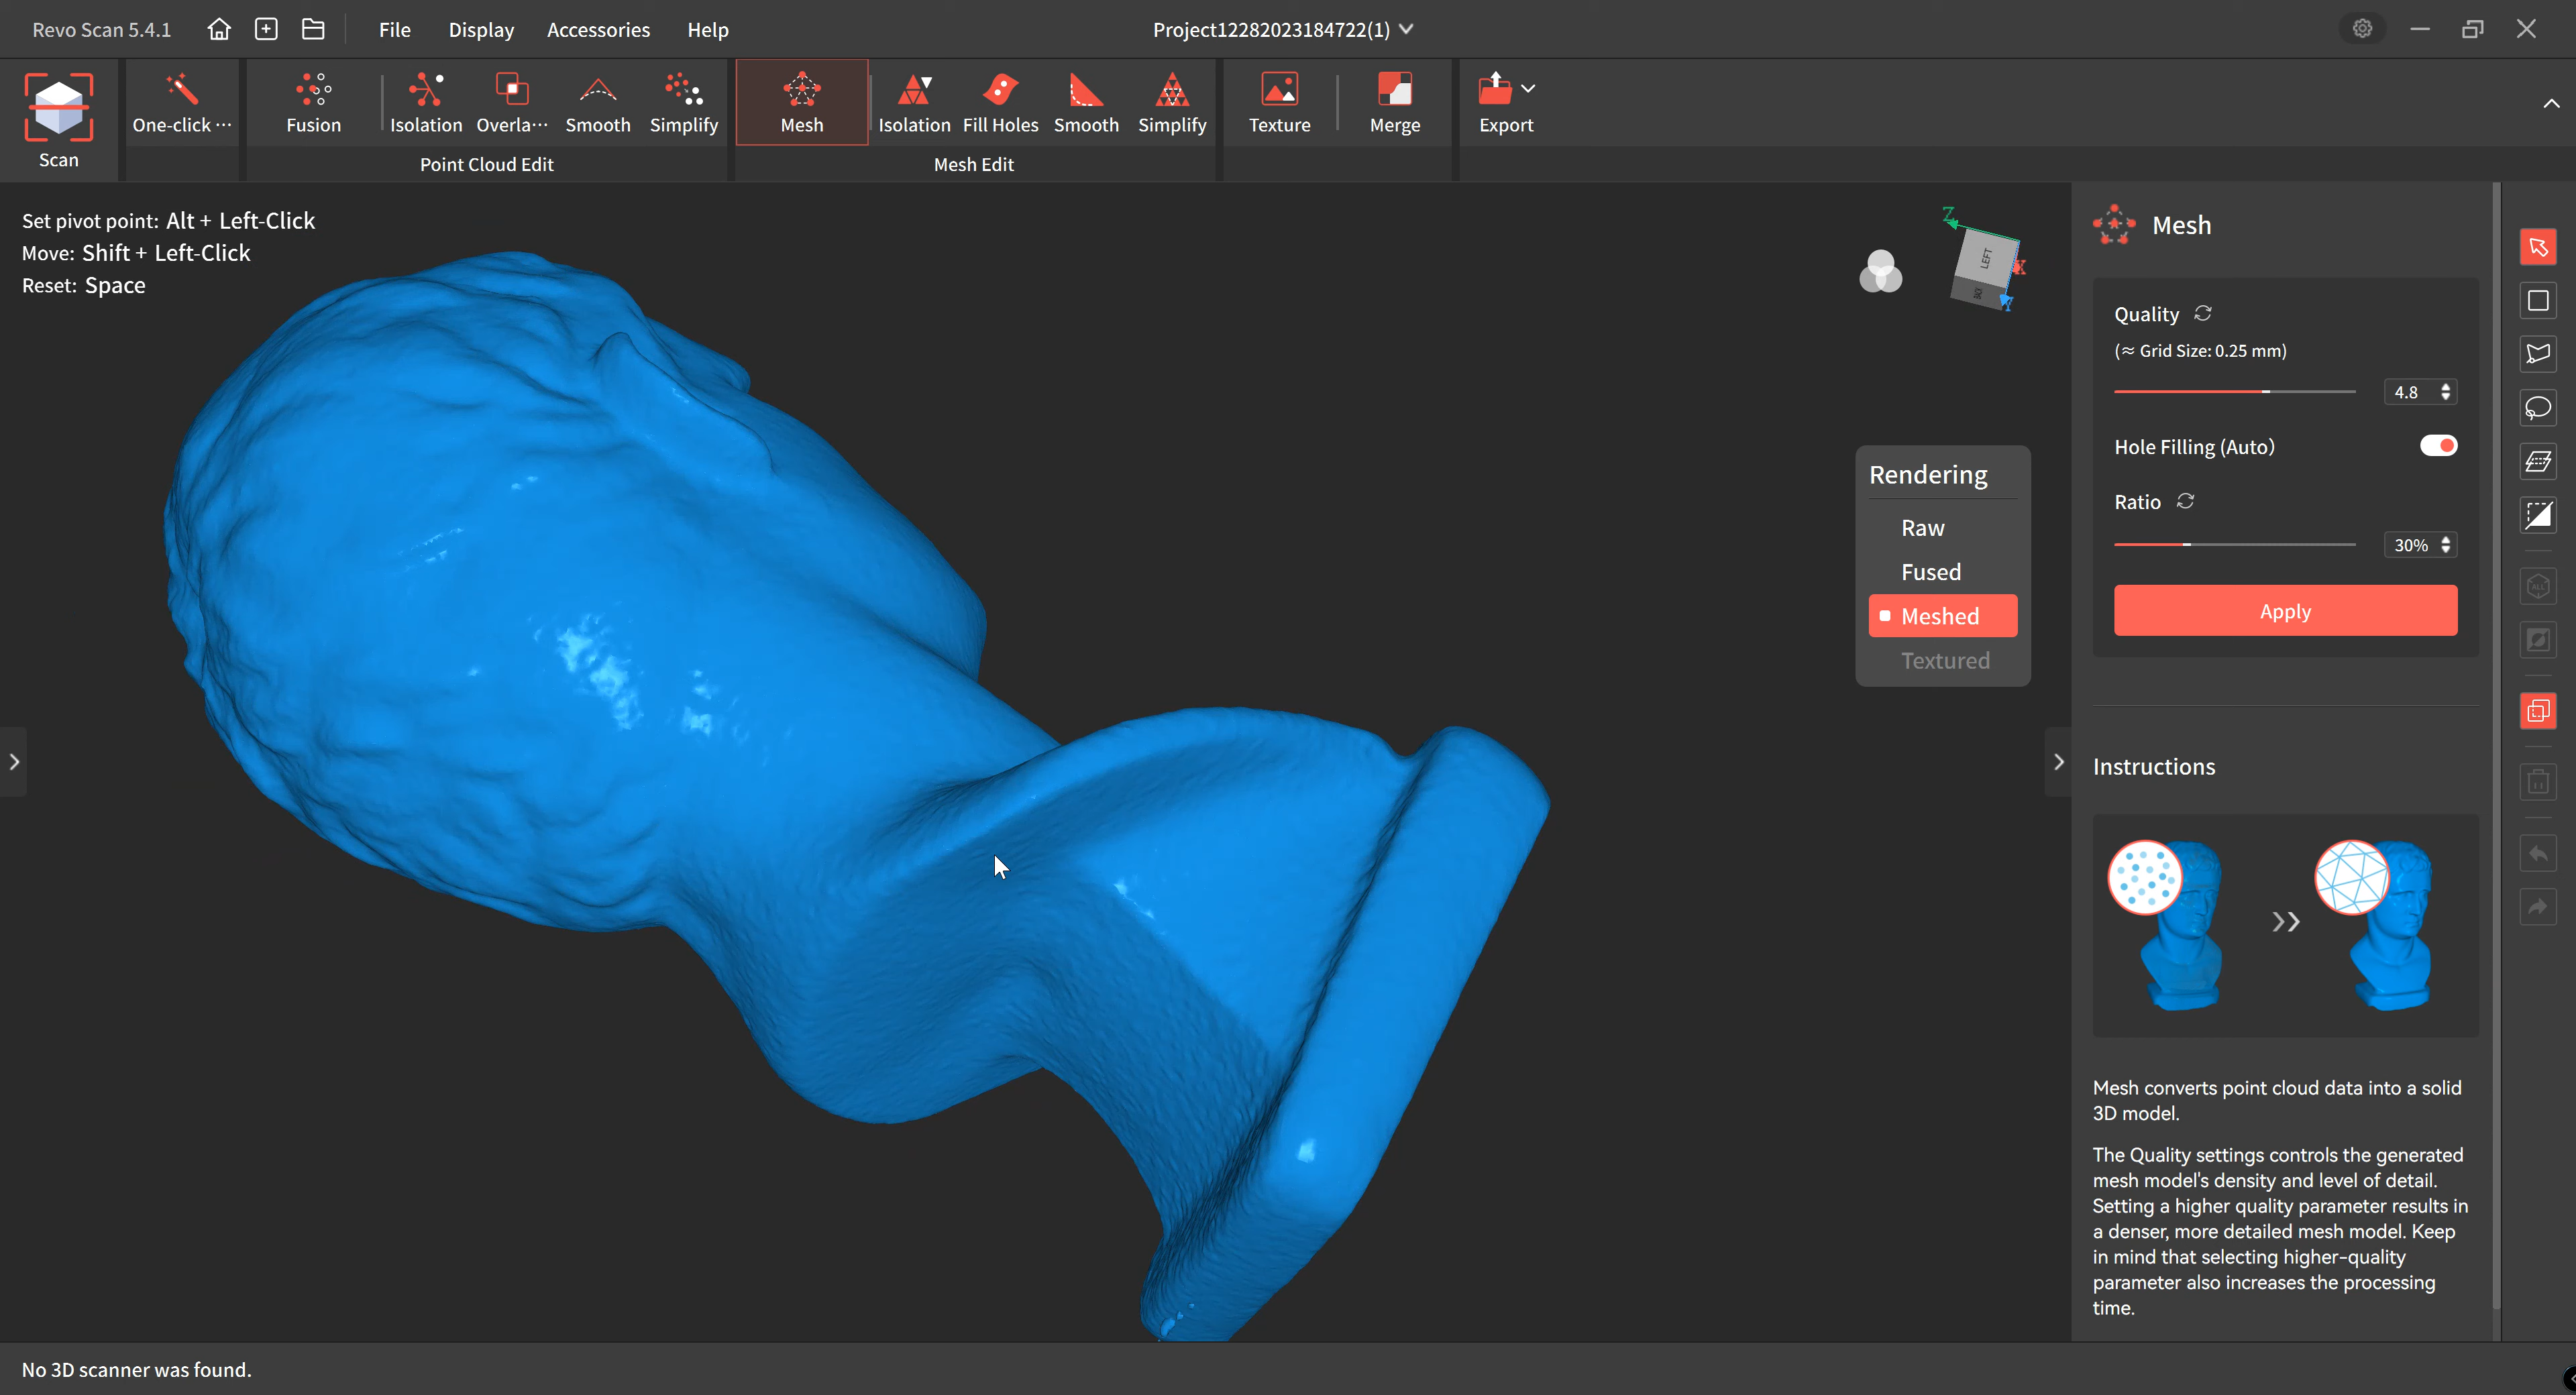 Revo Scan 5.4.1
File
Display
Accessories
Help
Project12282023184722(1)
Scan
One-click ···
Fusion
Isolation
Overla···
Smooth
Simplify
Point Cloud Edit
Mesh
Isolation
Fill Holes
Smooth
Simplify
Mesh Edit
Texture
Merge
Export
Set pivot point: Alt + Left-Click
Move: Shift + Left-Click
Reset: Space
Z
LEFT
X
Y
Rendering
Raw
Fused
Meshed
Textured
Mesh
Quality
(≈ Grid Size: 0.25 mm)
4.8
Hole Filling (Auto)
Ratio
30%
Apply
Instructions
Mesh converts point cloud data into a solid
3D model.
The Quality settings controls the generated
mesh model's density and level of detail.
Setting a higher quality parameter results in
a denser, more detailed mesh model. Keep
in mind that selecting higher-quality
parameter also increases the processing
time.
ALL
No 3D scanner was found.